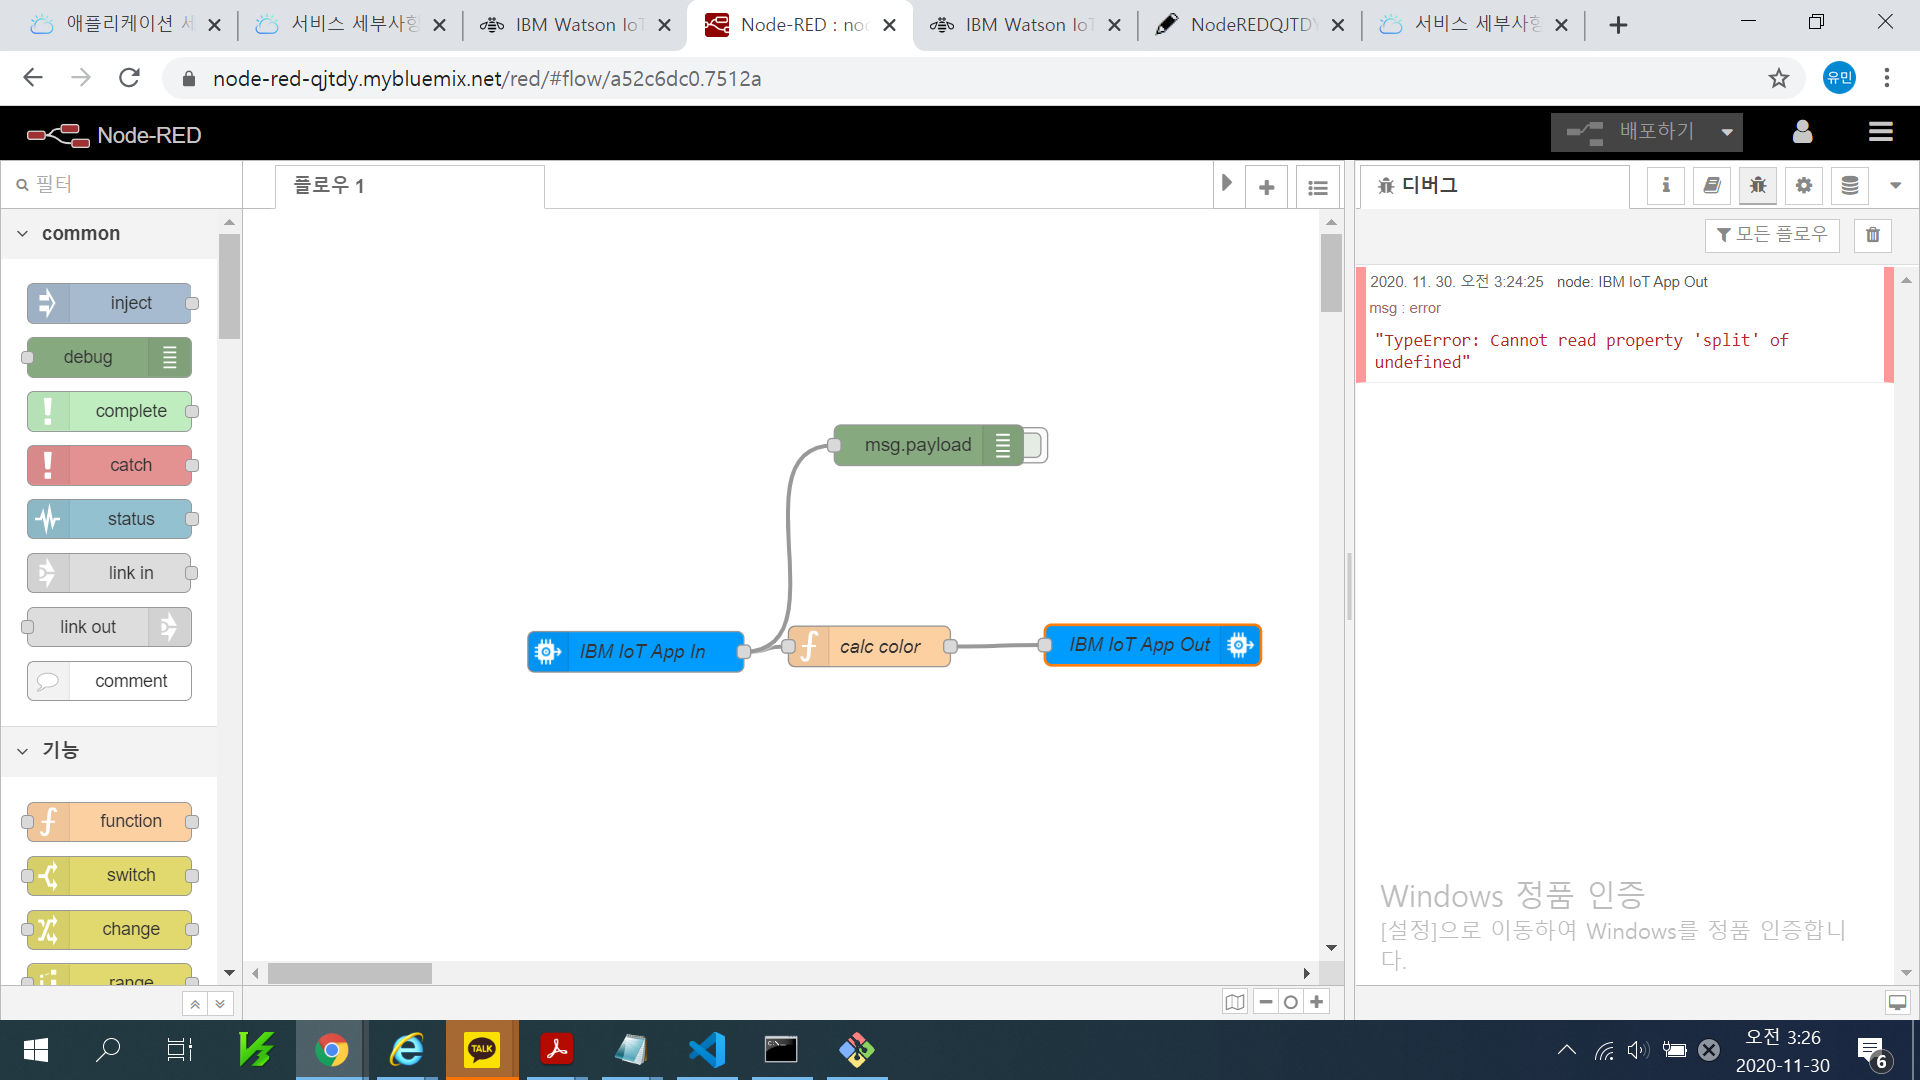 애플리케이션 세
서비스 세부사항
IBM Watson IoT
Node-RED : nod
IBM Watson IoT
NodeREDQJTDY
서비스 세부사항
node-red-qjtdy.mybluemix.net/red/#flow/a52c6dc0.7512a
유민
Node-RED
배포하기
필터
플로우 1
디버그
모든 플로우
common
inject
debug
complete
catch
status
link in
link out
comment
기능
function
switch
change
range
msg.payload
IBM IoT App In
calc color
IBM IoT App Out
2020. 11. 30. 오전 3:24:25 node: IBM IoT App Out
msg : error
"TypeError: Cannot read property 'split' of
undefined"
Windows 정품 인증
[설정]으로 이동하여 Windows를 정품 인증합니
다.
TALK
오전 3:26
2020-11-30
6